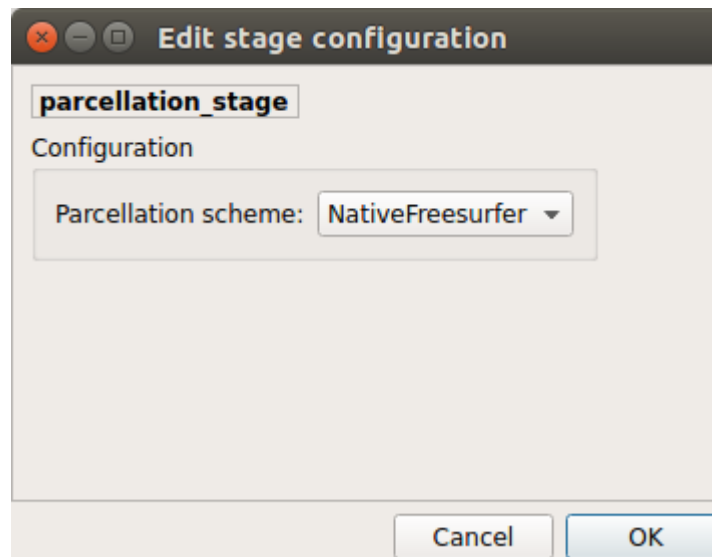 Edit stage configuration
parcellation_stage
Configuration
Parcellation scheme: NativeFreesurfer
Cancel OK